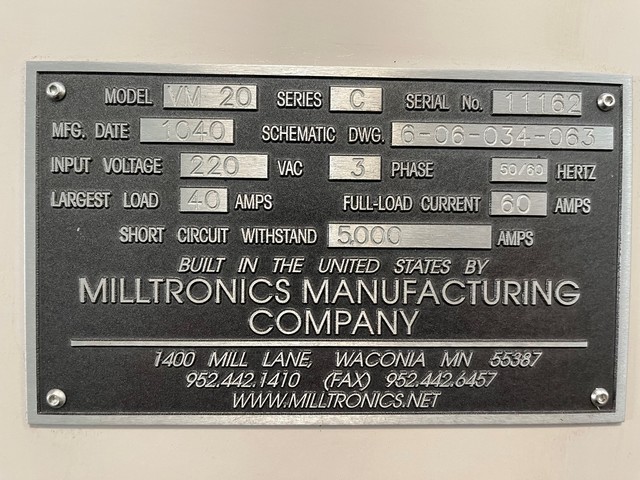 MODEL VM 20 SERIES C SERIAL No. 11162
MFG. DATE 1040 SCHEMATIC DWG. 6-06-034-063
INPUT VOLTAGE 220 VAC 3 PHASE 50/60 HERTZ
LARGEST LOAD 40 AMPS FULL-LOAD CURRENT 60 AMPS
SHORT CIRCUIT WITHSTAND 5000 AMPS
BUILT IN THE UNITED STATES BY
MILLTRONICS MANUFACTURING
COMPANY
1400 MILL LANE, WACONIA MN 55387
952.442.1410 (FAX) 952.442.6457
WWW.MILLTRONICS.NET